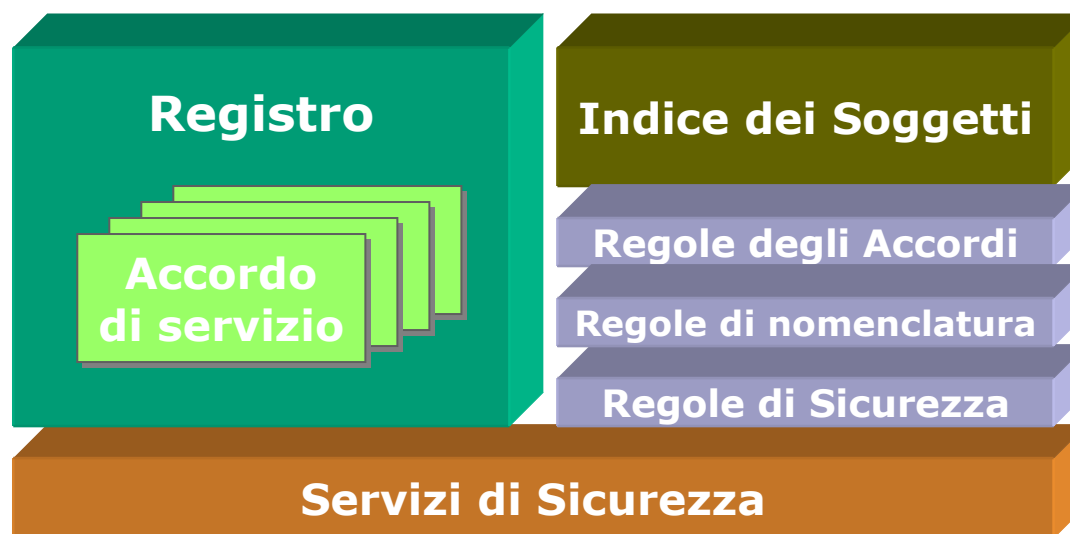 Registro
Accordo
di servizio
Indice dei Soggetti
Regole degli Accordi
Regole di nomenclatura
Regole di Sicurezza
Servizi di Sicurezza